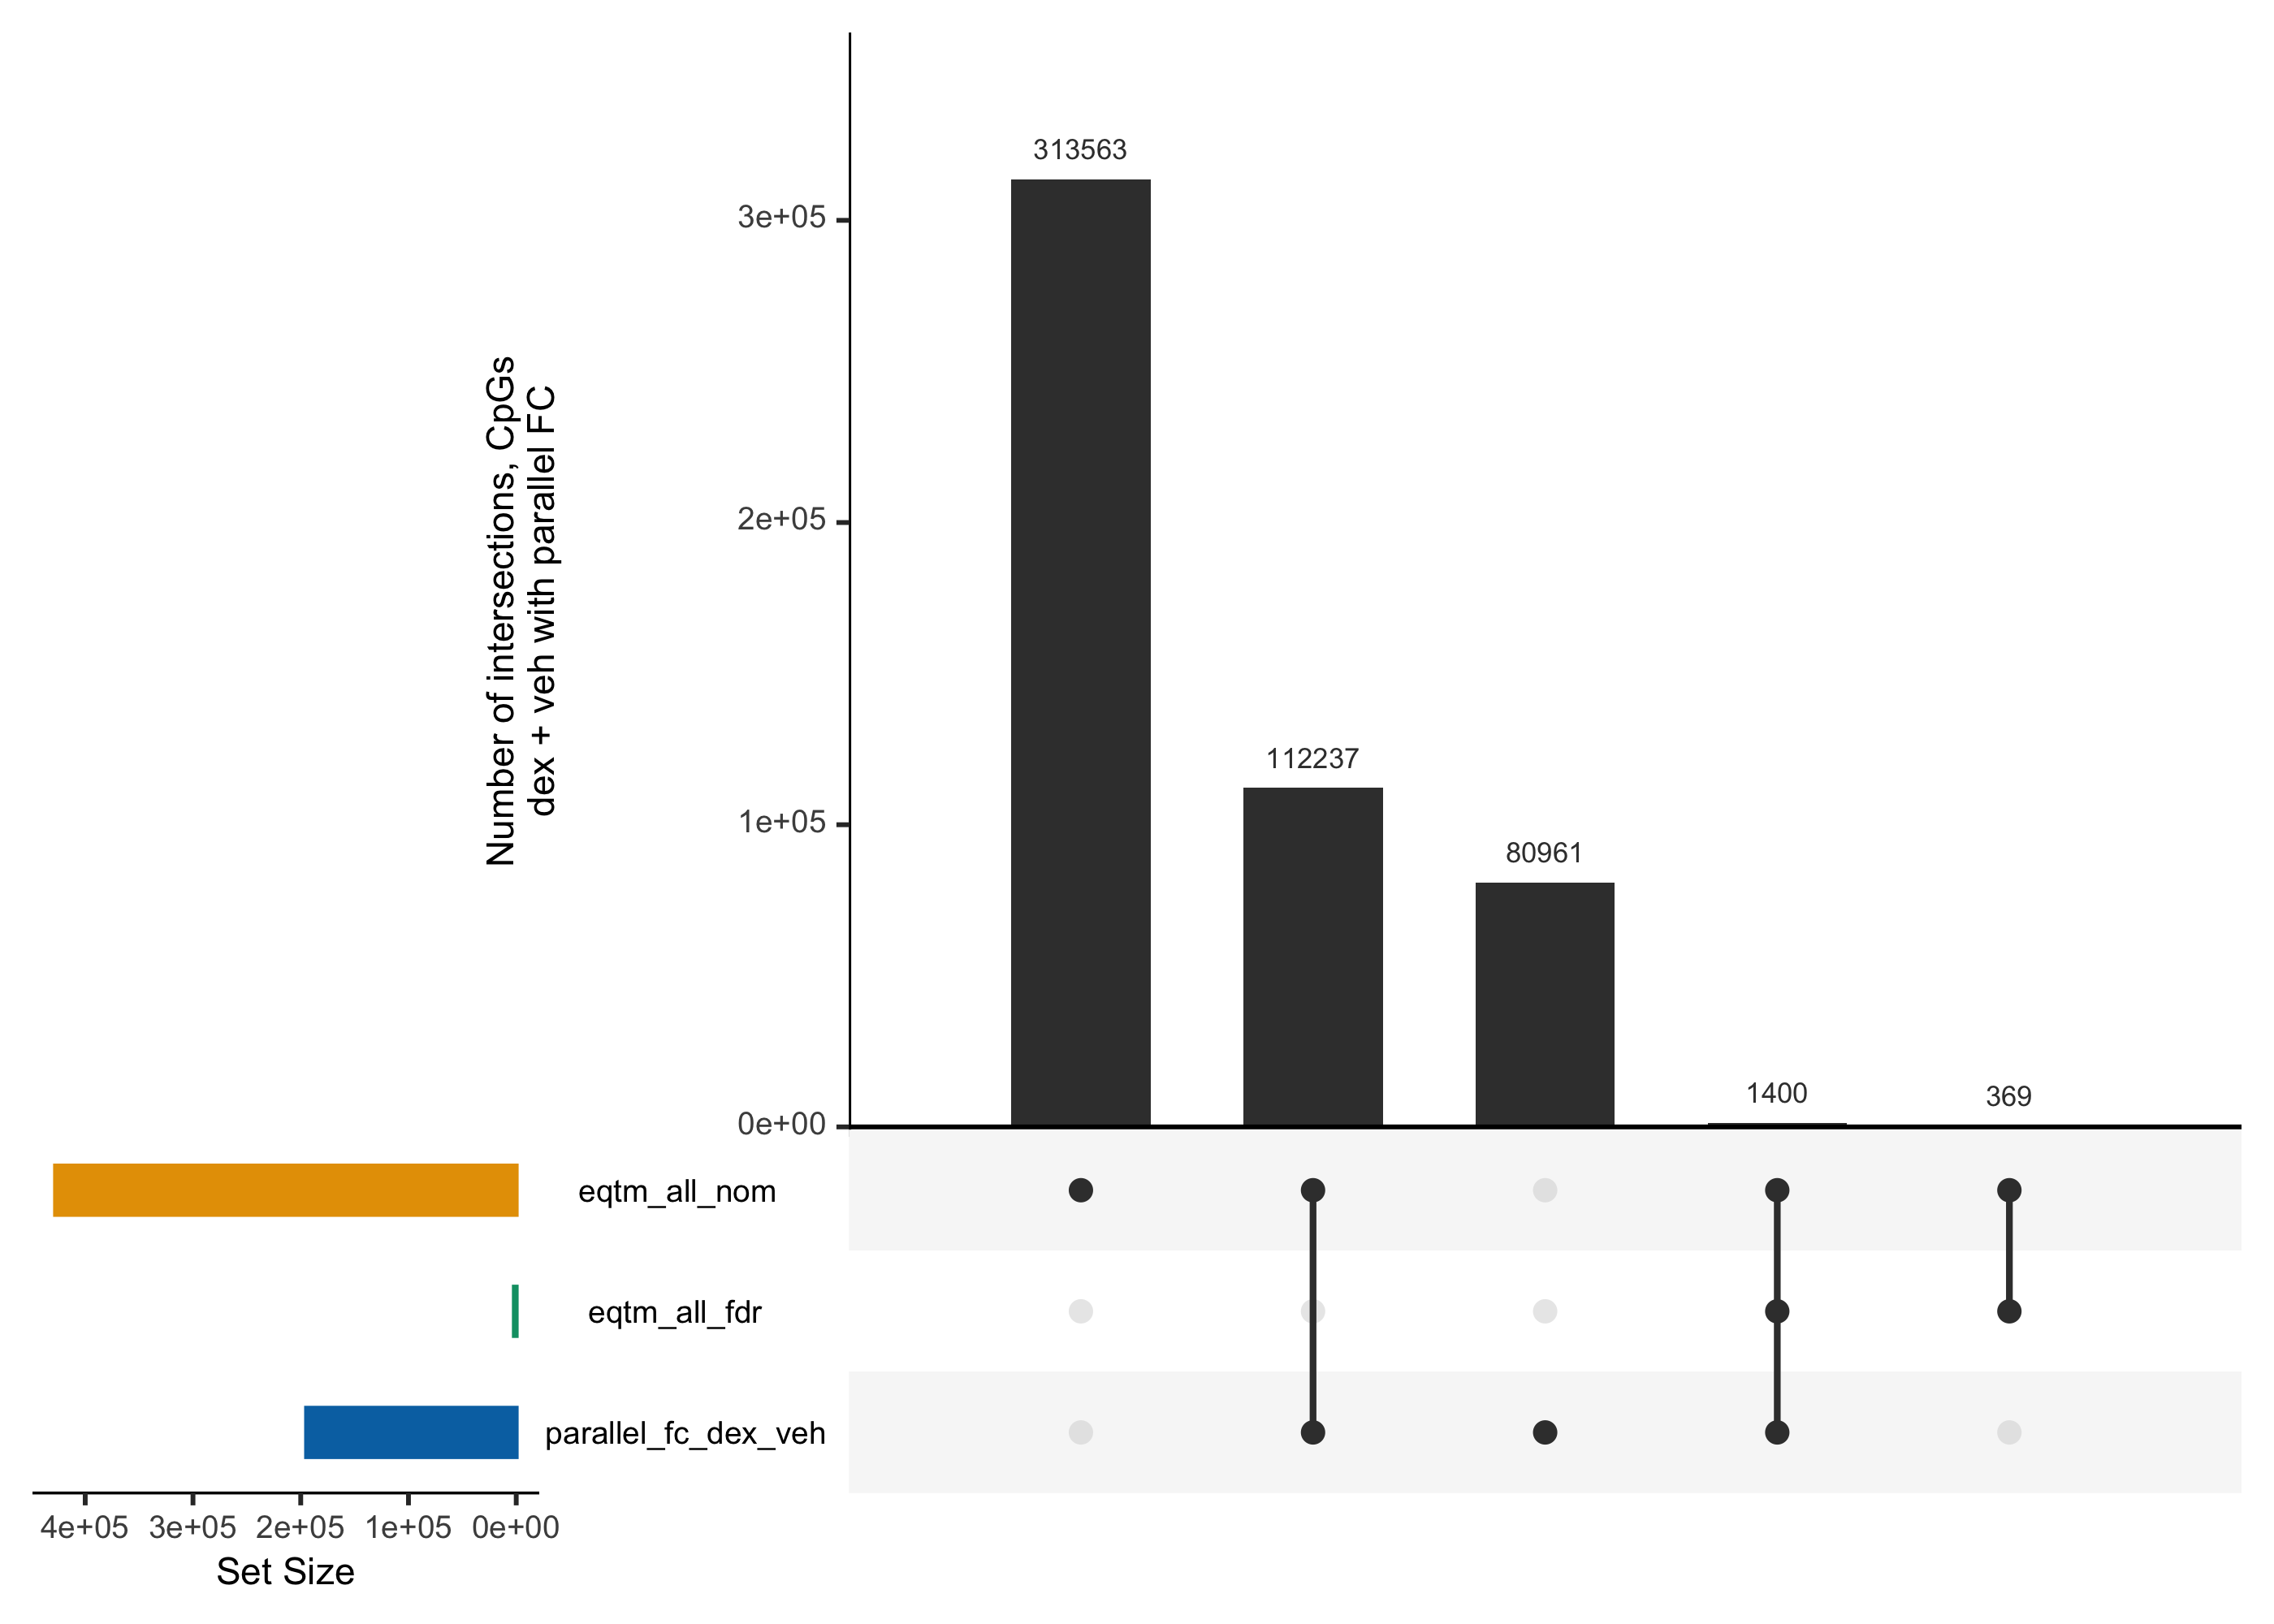 Number of intersections, CpGs
dex + veh with parallel FC
3e+05
2e+05
1e+05
0e+00
313563
112237
80961
1400
369
eqtm_all_nom
eqtm_all_fdr
parallel_fc_dex_veh
4e+05 3e+05 2e+05 1e+05 0e+00
Set Size